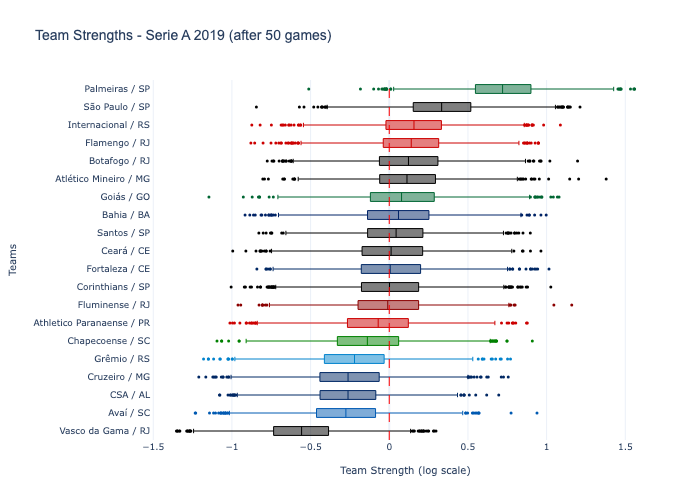 Team Strengths - Serie A 2019 (after 50 games)
Palmeiras / SP
São Paulo / SP
Internacional / RS
Flamengo / RJ
Botafogo / RJ
Atlético Mineiro / MG
Goiás / GO
Bahia / BA
Santos / SP
Ceará / CE
Fortaleza / CE
Corinthians / SP
Fluminense / RJ
Athletico Paranaense / PR
Chapecoense / SC
Grêmio / RS
Cruzeiro / MG
CSA / AL
Avaí / SC
Vasco da Gama / RJ
Teams
−1.5 −1 −0.5 0 0.5 1 1.5
Team Strength (log scale)